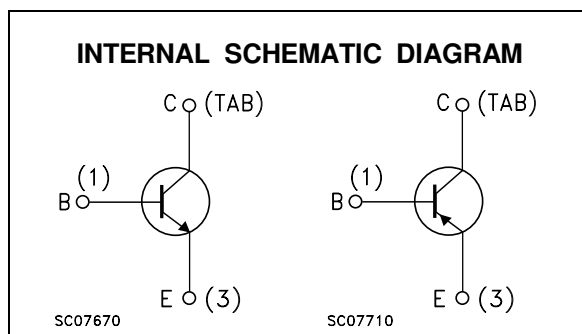 INTERNAL SCHEMATIC DIAGRAM
C (TAB) C (TAB)
(1) (1)
B B
E (3) E (3)
SC07670 SC07710